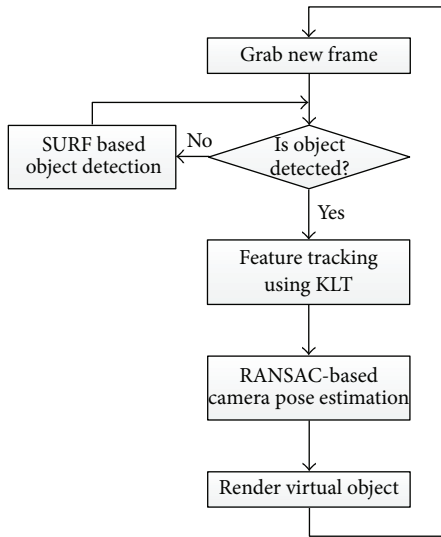 Grab new frame
SURF based
object detection
No
Is object
detected?
Yes
Feature tracking
using KLT
RANSAC-based
camera pose estimation
Render virtual object